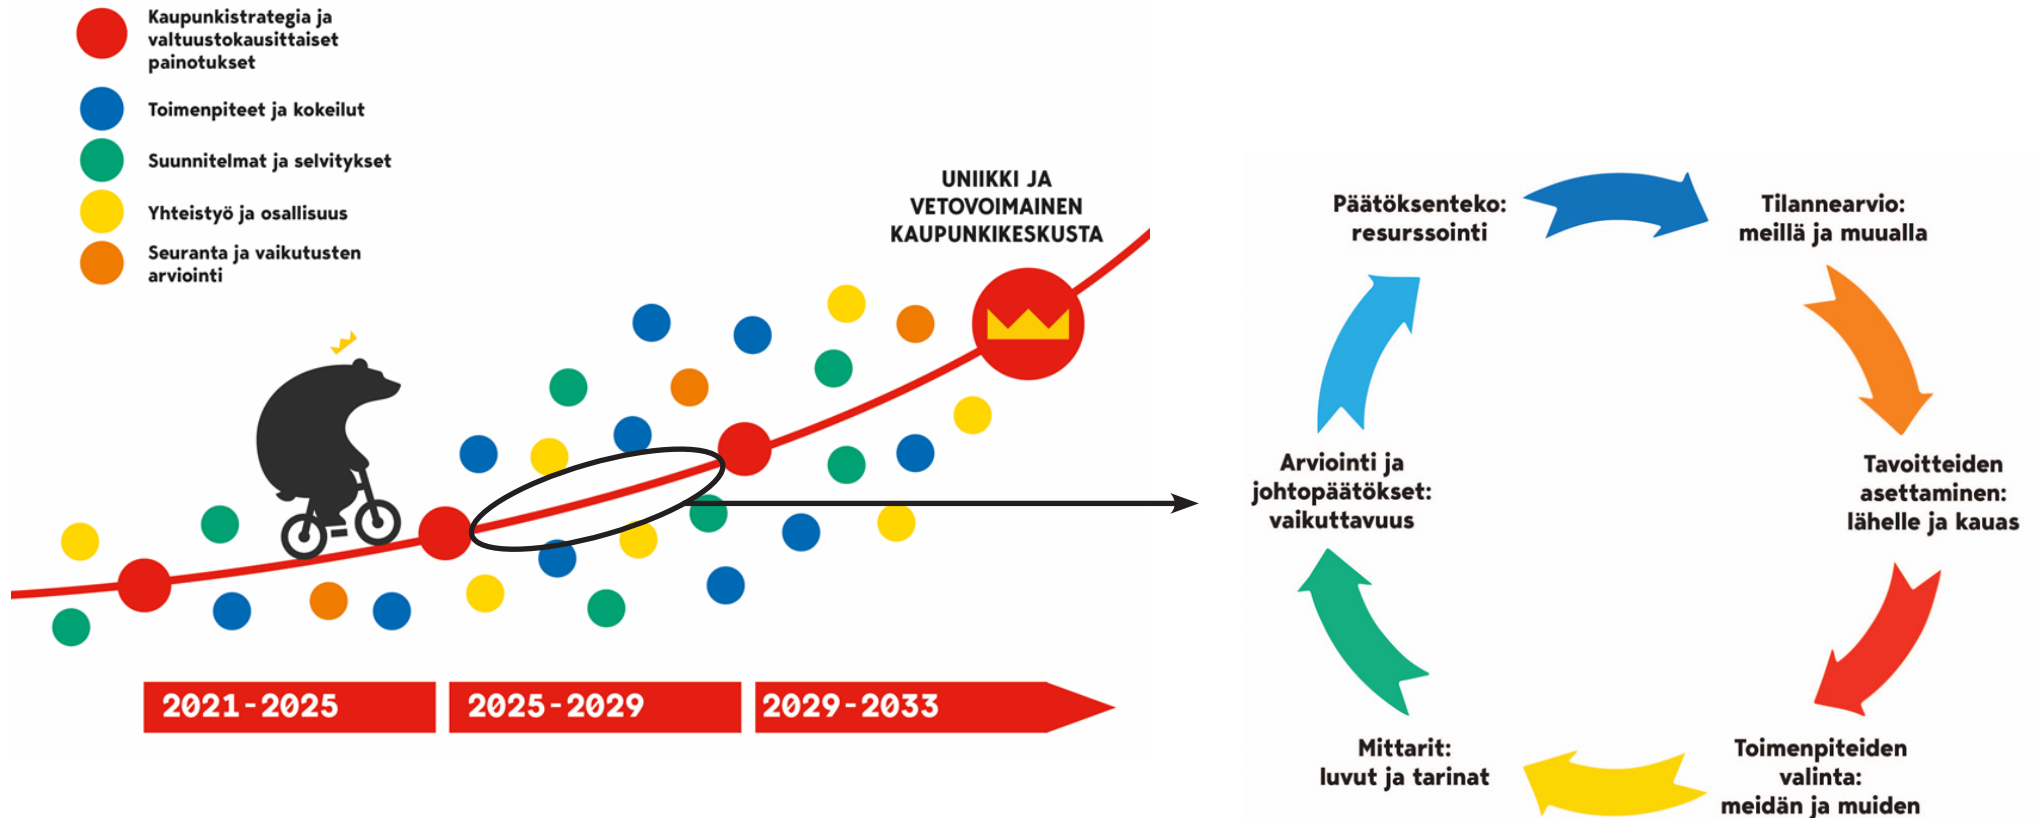 Kaupunkistrategia ja
valtuustokausittaiset
painotukset
Toimenpiteet ja kokeilut
Suunnitelmat ja selvitykset
Yhteistyö ja osallisuus
Seuranta ja vaikutusten
arviointi
UNIIKKI JA
VETOVOIMAINEN
KAUPUNKIKESKUSTA
2021-2025
2025-2029
2029-2033
Päätöksenteko:
resurssointi
Tilannearvio:
meillä ja muualla
Tavoitteiden
asettaminen:
lähelle ja kauas
Toimenpiteiden
valinta:
meidän ja muiden
Mittarit:
luvut ja tarinat
Arviointi ja
johtopäätökset:
vaikuttavuus